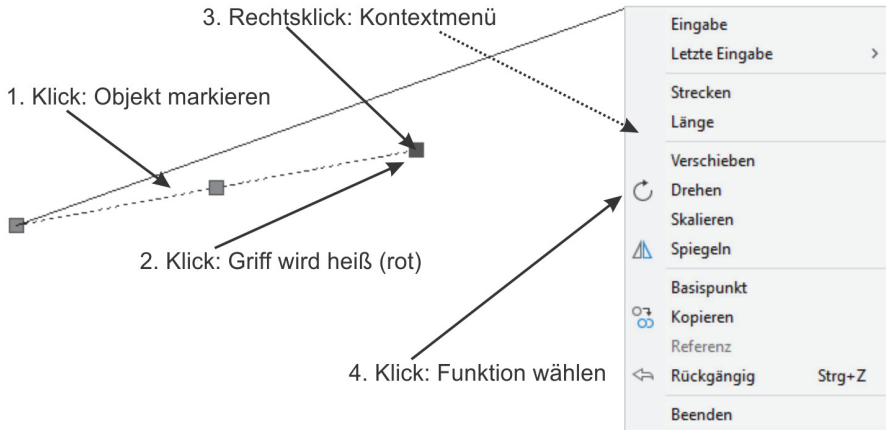 3. Rechtsklick: Kontextmenü
1. Klick: Objekt markieren
2. Klick: Griff wird heiß (rot)
4. Klick: Funktion wählen
Eingabe
Letzte Eingabe >
Strecken
Länge
Verschieben
Drehen
Skalieren
Spiegeln
Basispunkt
Kopieren
Referenz
Rückgängig Strg+Z
Beenden